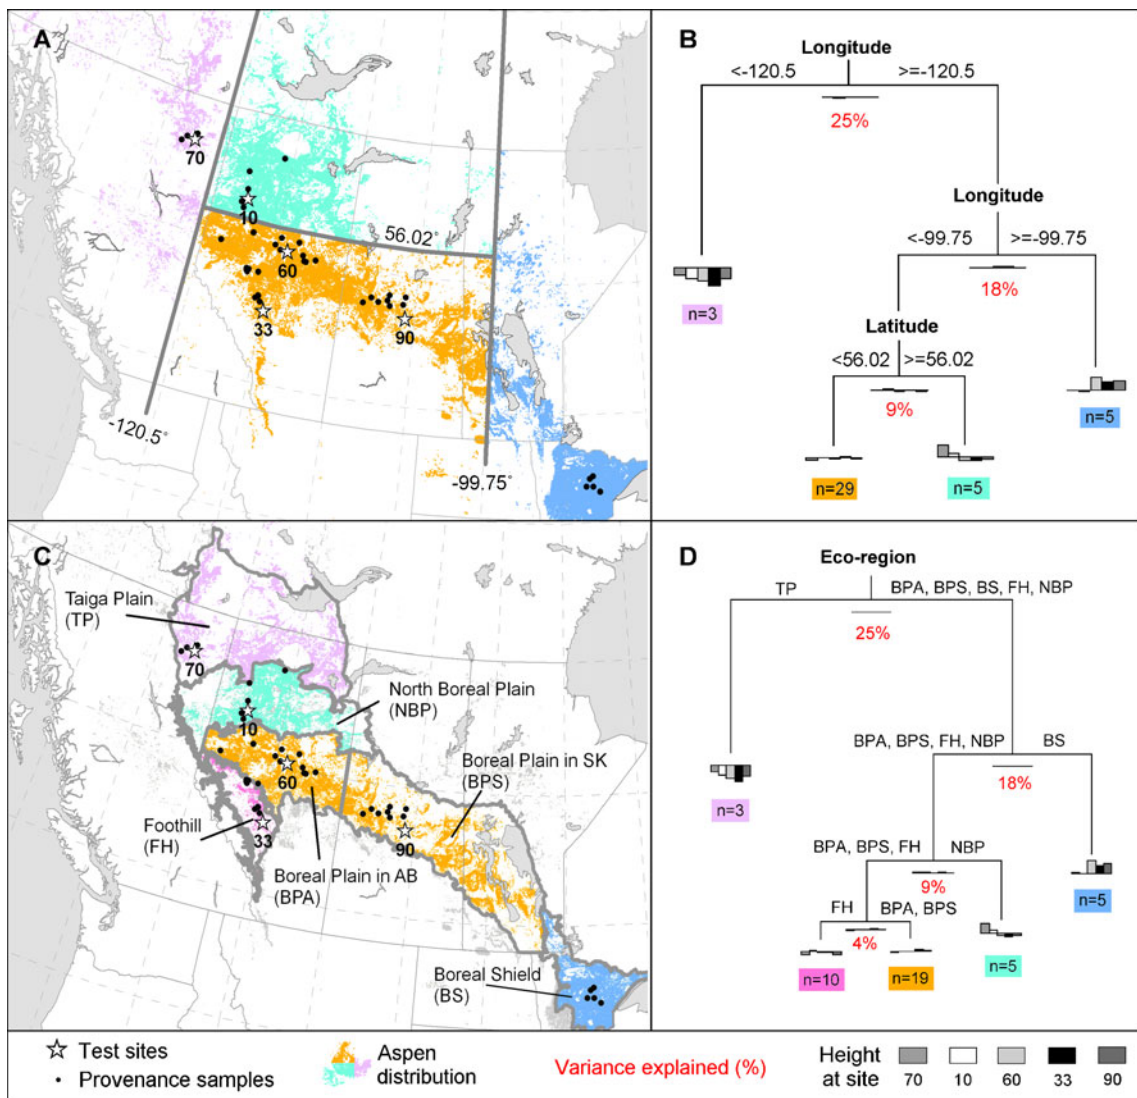 A
70
10
56.02°
60
33
90
-120.5°
-99.75°
B
Longitude
<-120.5
>=-120.5
25%
Longitude
<-99.75
>=-99.75
18%
n=3
Latitude
<56.02
>=56.02
9%
n=5
n=29
n=5
C
Taiga Plain
(TP)
70
10
North Boreal Plain
(NBP)
Boreal Plain in SK
(BPS)
60
Foothill
(FH)
33
90
Boreal Plain in AB
(BPA)
Boreal Shield
(BS)
D
Eco-region
TP
BPA, BPS, BS, FH, NBP
25%
BPA, BPS, FH, NBP
BS
18%
n=3
BPA, BPS, FH
NBP
9%
n=5
FH
BPA, BPS
4%
n=10
n=19
n=5
Test sites
Provenance samples
Aspen
distribution
Variance explained (%)
Height
at site
70
10
60
33
90